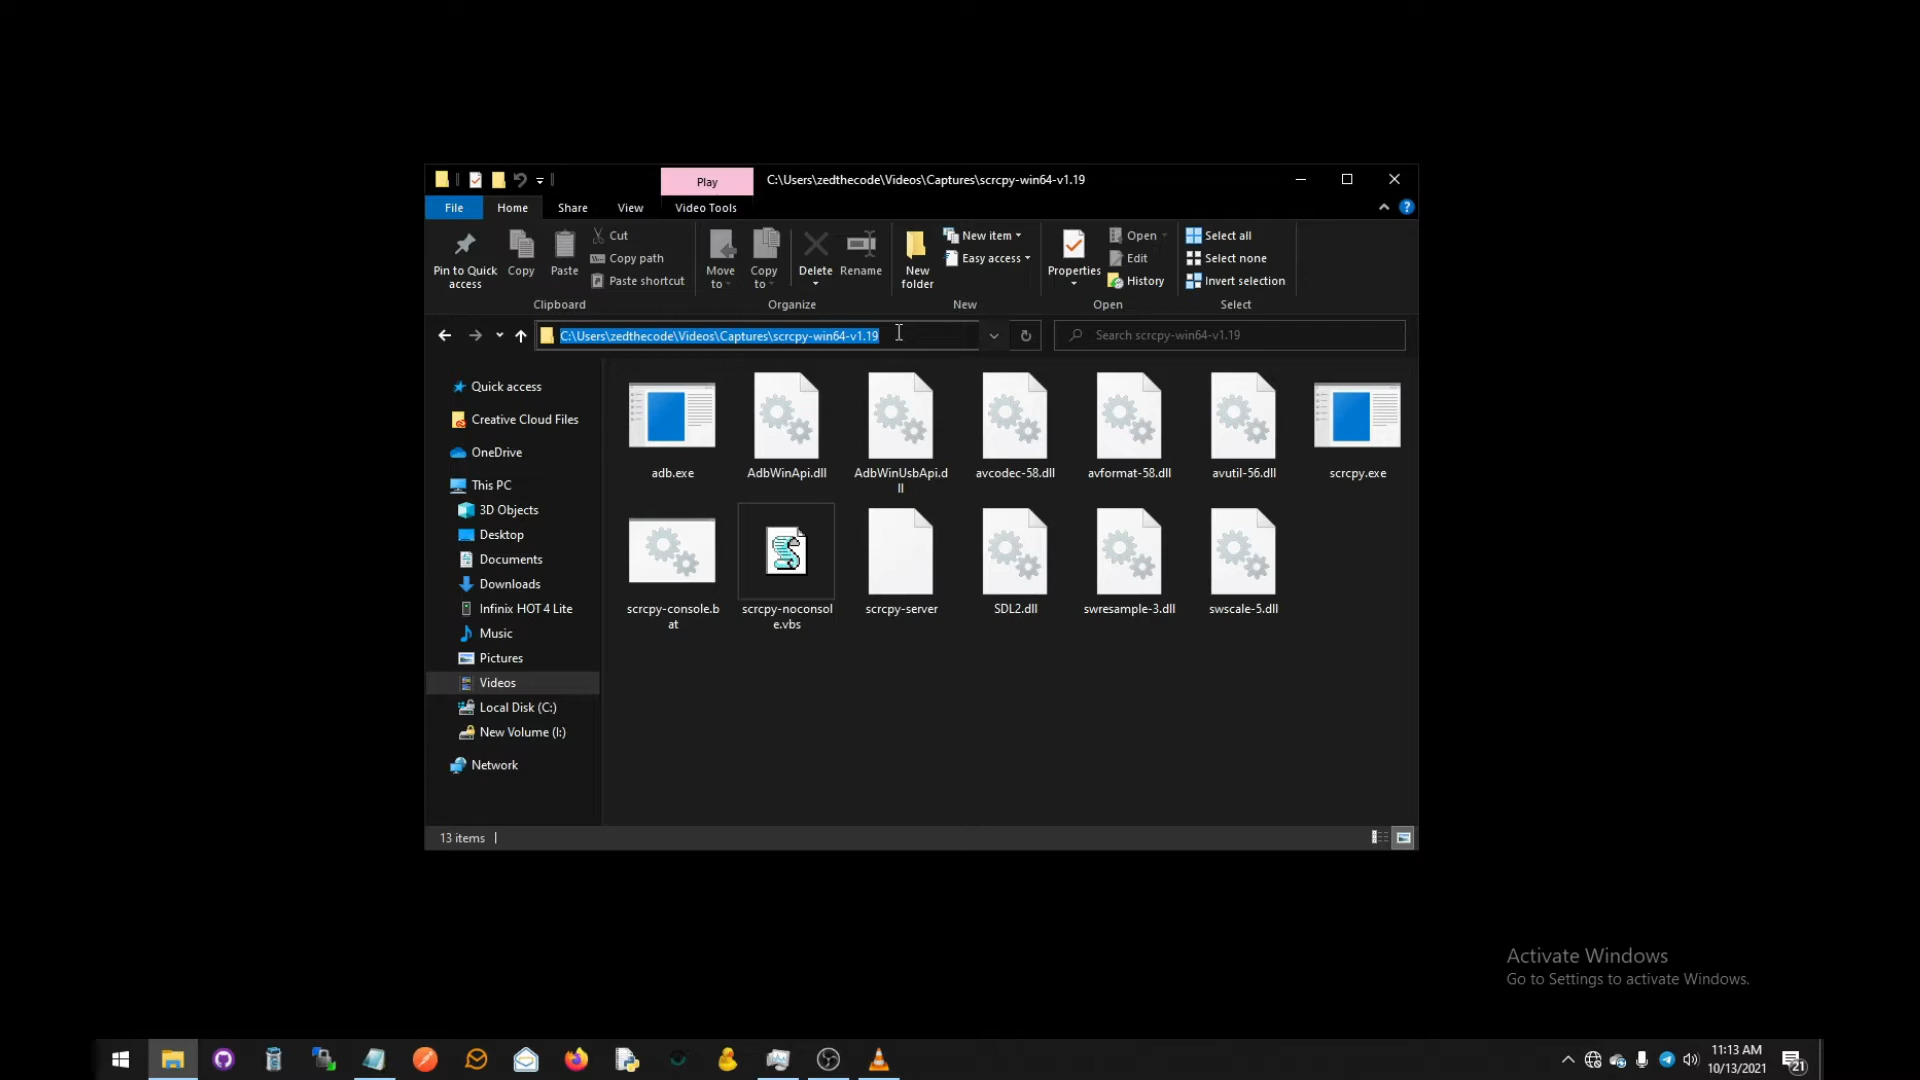 Play
C:\Users\zedthecode\Videos\Captures\scrcpy-win64-v1.19
File
Home
Share
View
Video Tools
Pin to Quick access
Copy
Paste
Cut
Copy path
Paste shortcut
Clipboard
Move to
Copy to
Delete
Rename
Organize
New folder
New item
Easy access
New
Properties
Open
Edit
History
Open
Select all
Select none
Invert selection
Select
C:\Users\zedthecode\Videos\Captures\scrcpy-win64-v1.19
Search scrcpy-win64-v1.19
Quick access
Creative Cloud Files
OneDrive
This PC
3D Objects
Desktop
Documents
Downloads
Infinix HOT 4 Lite
Music
Pictures
Videos
Local Disk (C:)
New Volume (I:)
Network
adb.exe
AdbWinApi.dll
AdbWinUsbApi.d
ll
avcodec-58.dll
avformat-58.dll
avutil-56.dll
scrcpy.exe
scrcpy-console.b
at
scrcpy-noconsol
e.vbs
scrcpy-server
SDL2.dll
swresample-3.dll
swscale-5.dll
13 items
Activate Windows
Go to Settings to activate Windows.
11:13 AM
10/13/2021
21